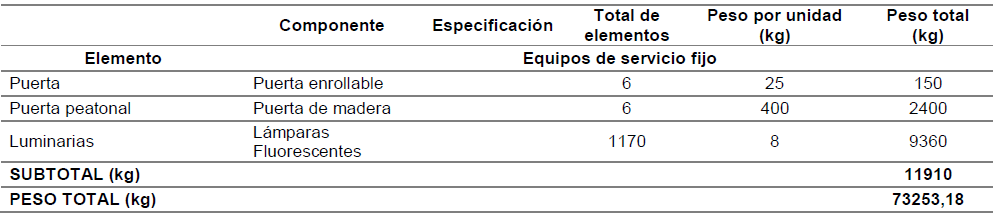 Componente Especificación Total de elementos Peso por unidad (kg) Peso total (kg)
Elemento Equipos de servicio fijo
Puerta Puerta enrollable 6 25 150
Puerta peatonal Puerta de madera 6 400 2400
Luminarias Lámparas Fluorescentes 1170 8 9360
SUBTOTAL (kg) 11910
PESO TOTAL (kg) 73253,18